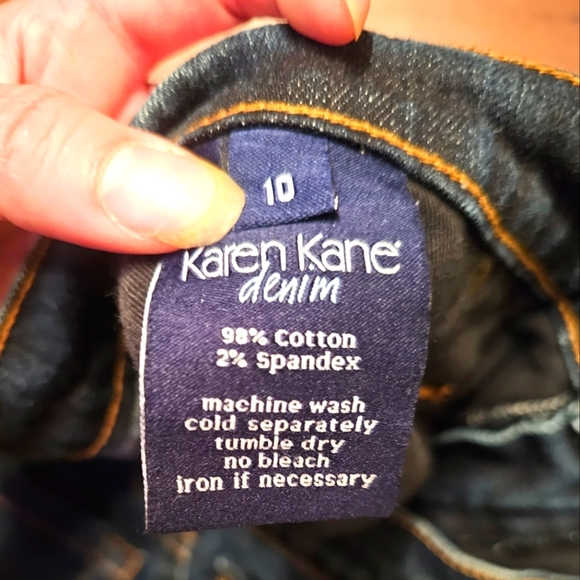 10
Karen Kane
denim
98% Cotton
2% Spandex
machine wash
cold separately
tumble dry
no bleach
iron if necessary